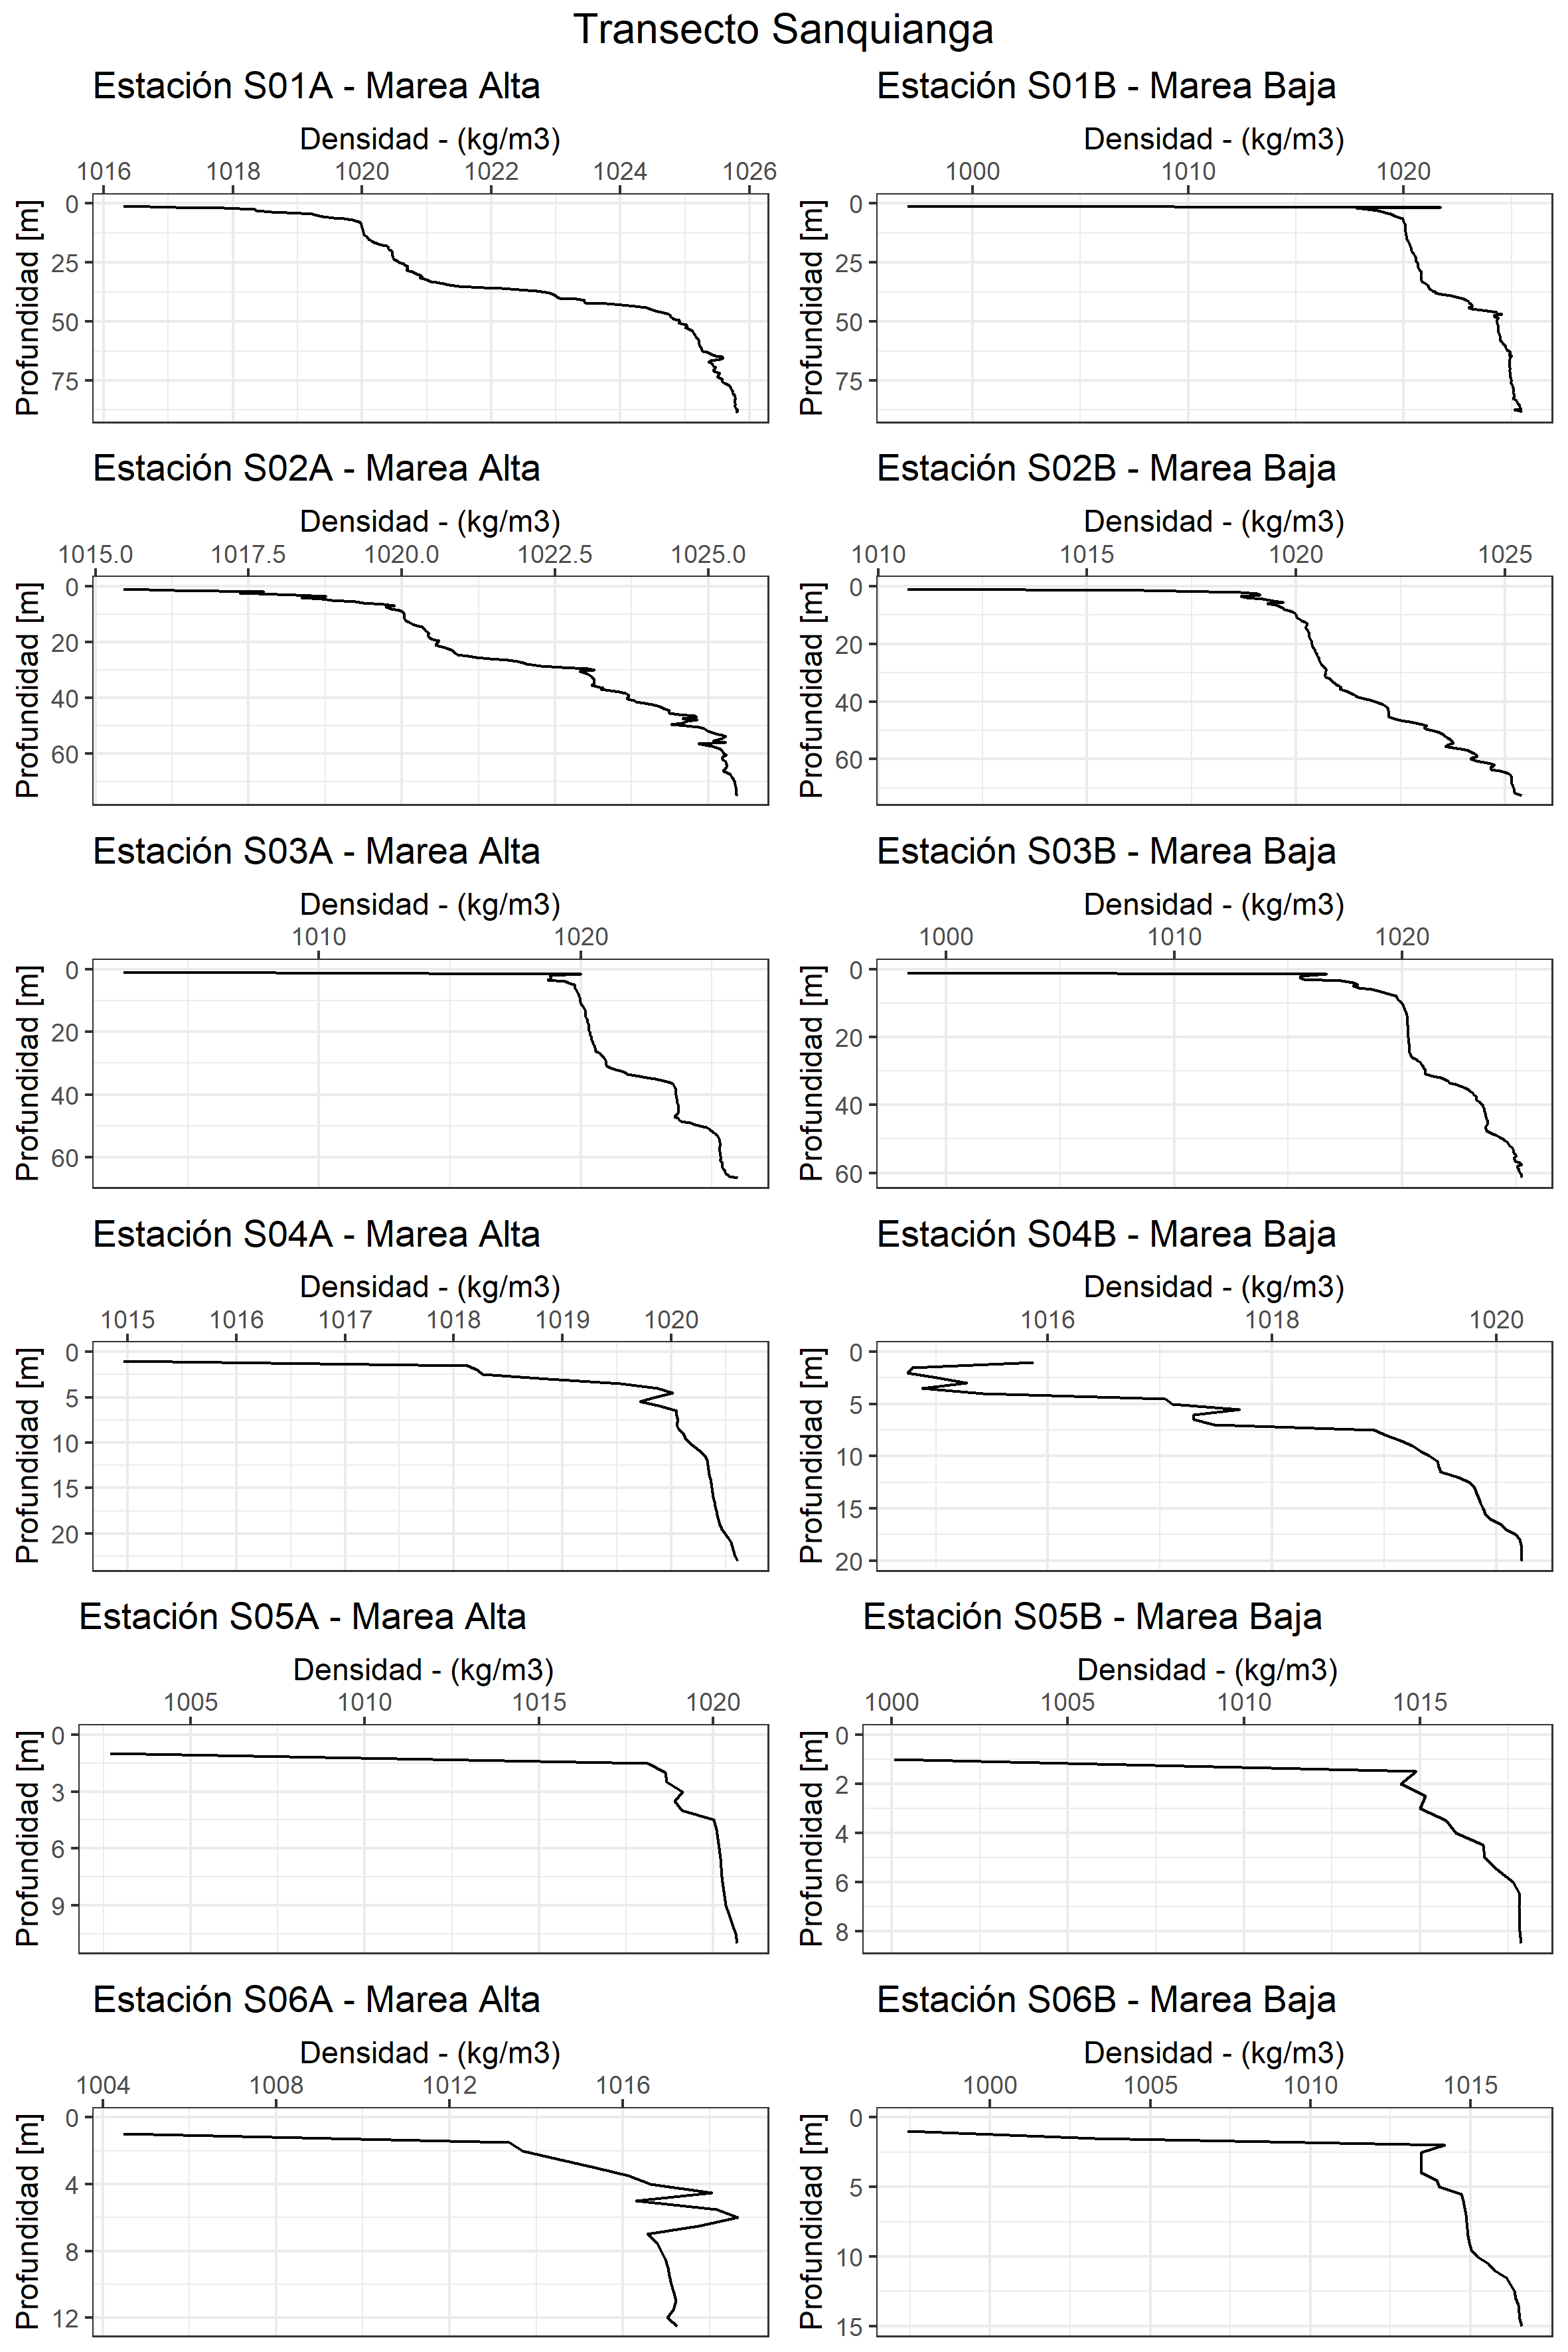 Transecto Sanquianga
Estación S01A - Marea Alta
Densidad - (kg/m3)
1016 1018 1020 1022 1024 1026
Profundidad [m]
0
25
50
75
Estación S01B - Marea Baja
Densidad - (kg/m3)
1000 1010 1020
Profundidad [m]
0
25
50
75
Estación S02A - Marea Alta
Densidad - (kg/m3)
1015.0 1017.5 1020.0 1022.5 1025.0
Profundidad [m]
0
20
40
60
Estación S02B - Marea Baja
Densidad - (kg/m3)
1010 1015 1020 1025
Profundidad [m]
0
20
40
60
Estación S03A - Marea Alta
Densidad - (kg/m3)
1010 1020
Profundidad [m]
0
20
40
60
Estación S03B - Marea Baja
Densidad - (kg/m3)
1000 1010 1020
Profundidad [m]
0
20
40
60
Estación S04A - Marea Alta
Densidad - (kg/m3)
1015 1016 1017 1018 1019 1020
Profundidad [m]
0
5
10
15
20
Estación S04B - Marea Baja
Densidad - (kg/m3)
1016 1018 1020
Profundidad [m]
0
5
10
15
20
Estación S05A - Marea Alta
Densidad - (kg/m3)
1005 1010 1015 1020
Profundidad [m]
0
3
6
9
Estación S05B - Marea Baja
Densidad - (kg/m3)
1000 1005 1010 1015
Profundidad [m]
0
2
4
6
8
Estación S06A - Marea Alta
Densidad - (kg/m3)
1004 1008 1012 1016
Profundidad [m]
0
4
8
12
Estación S06B - Marea Baja
Densidad - (kg/m3)
1000 1005 1010 1015
Profundidad [m]
0
5
10
15